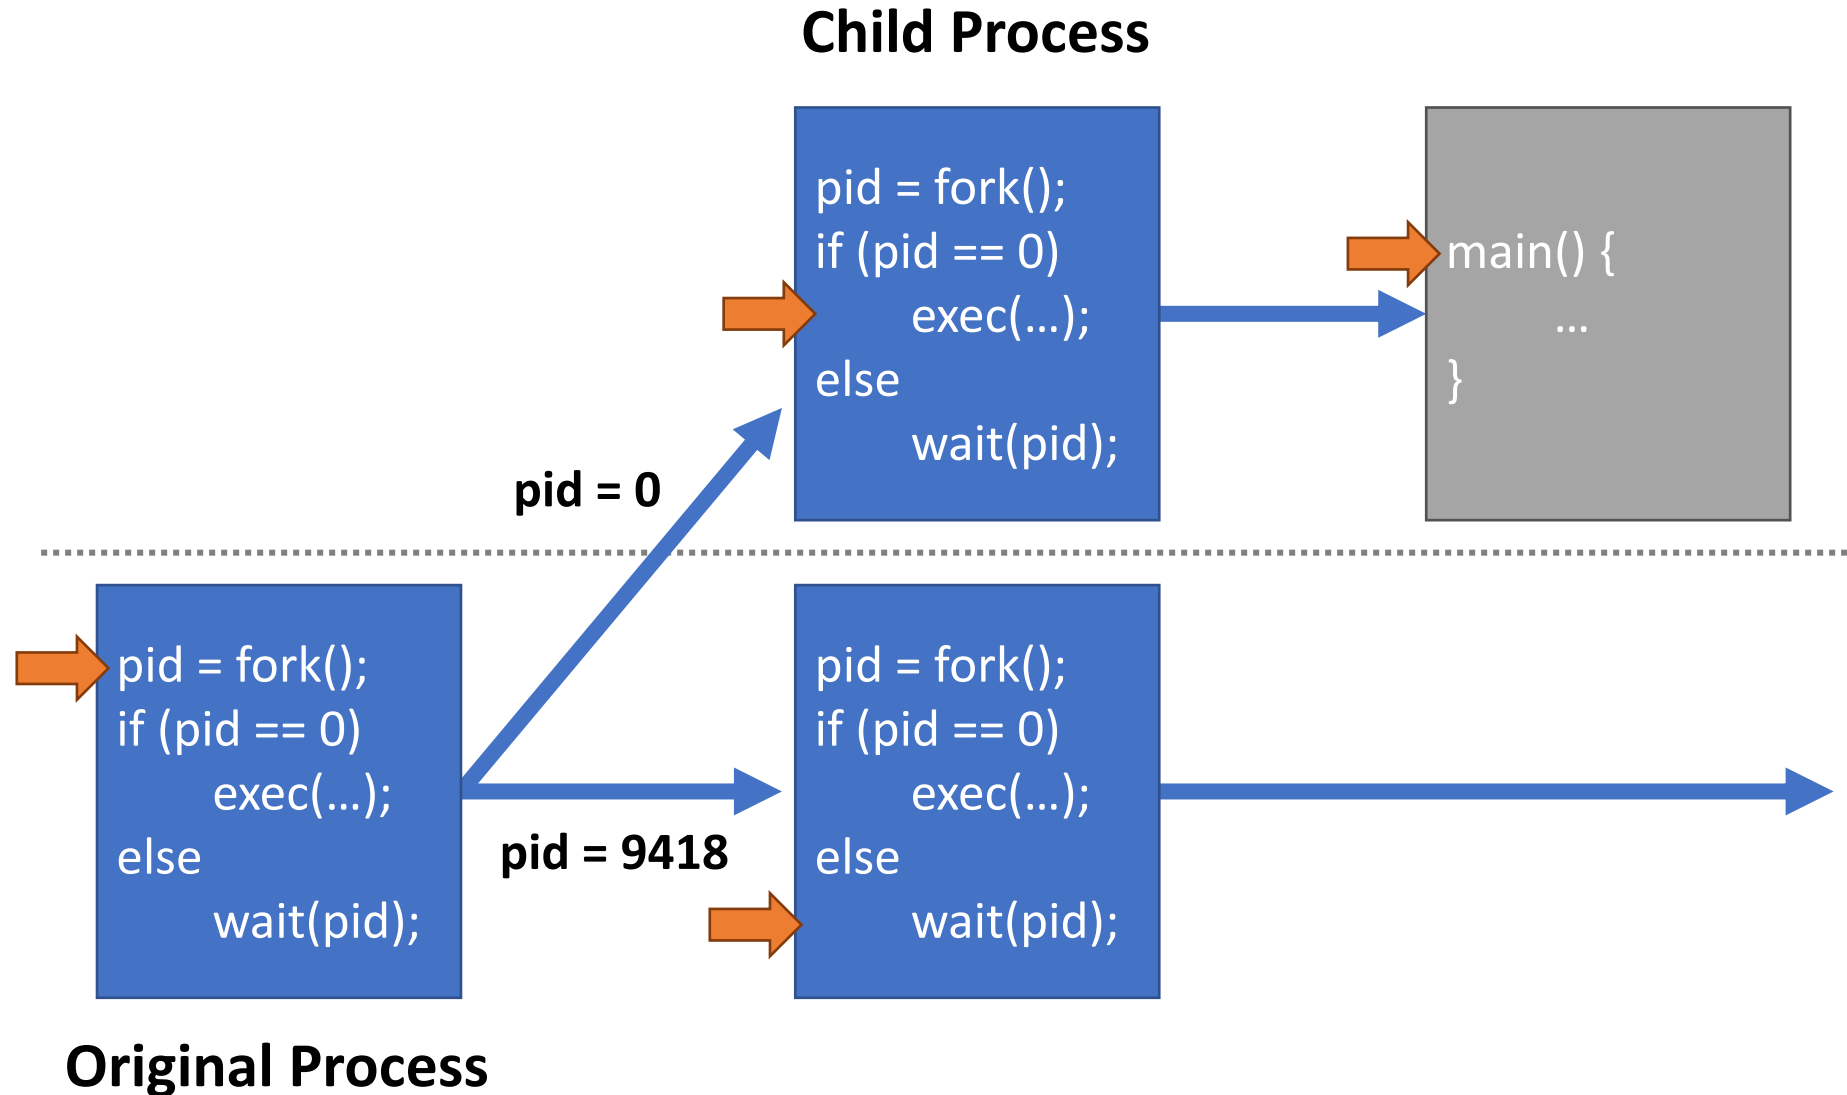 Child Process
pid = fork();
if (pid == 0)
exec(...);
else
wait(pid);
main() {
...
}
pid = 0
pid = fork();
if (pid == 0)
exec(...);
else
wait(pid);
pid = 9418
pid = fork();
if (pid == 0)
exec(...);
else
wait(pid);
Original Process